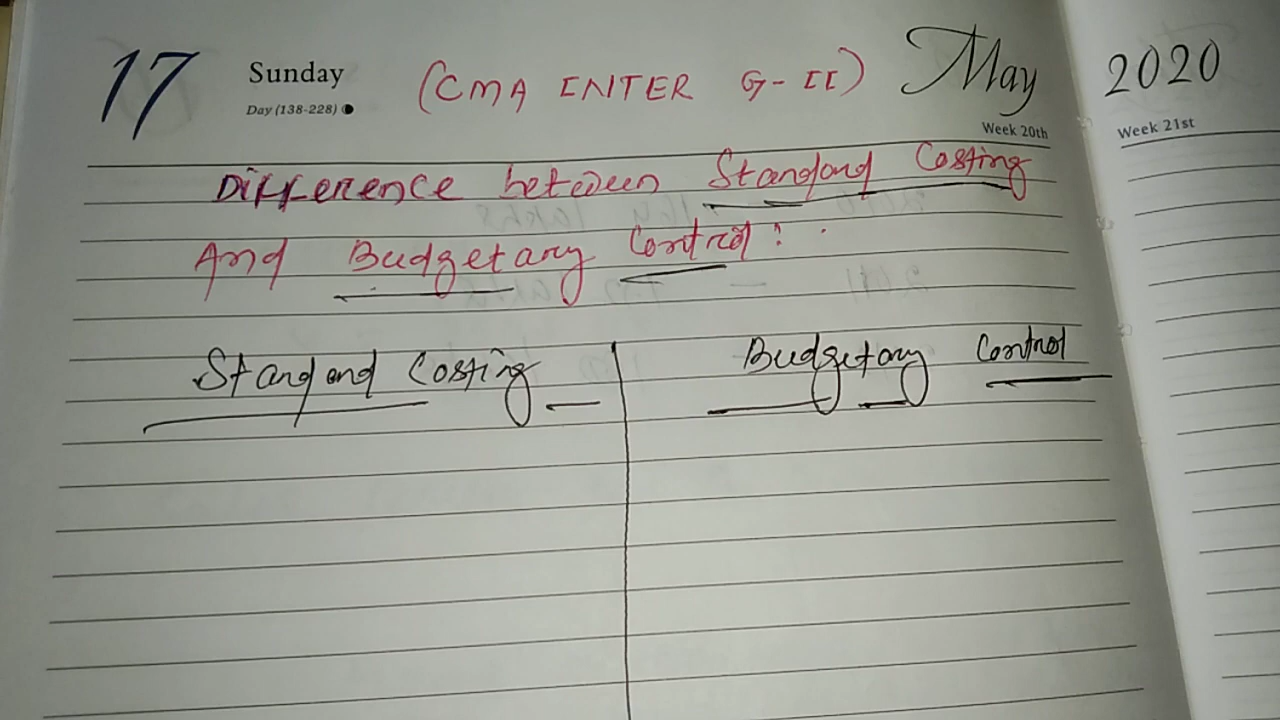 17 Sunday (CMA INTER G-II) May 2020
Day (138-228)
Week 20th Week 21st
Difference between Standard Costing
And Budgetary Control:
Standard Costing Budgetary Control